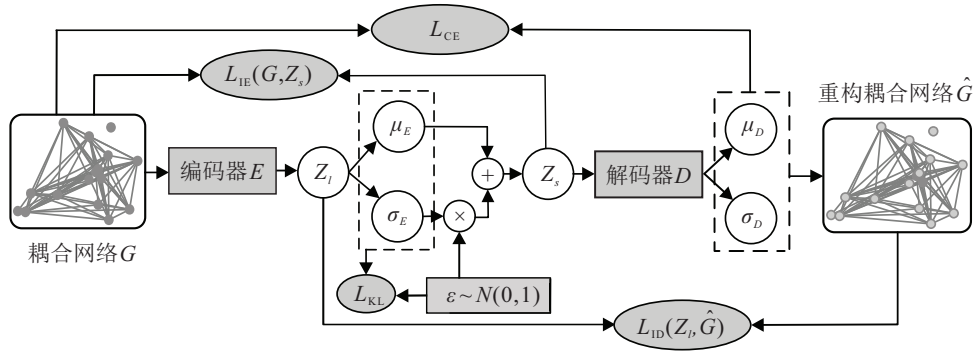 L_CE
L_IE(G,Z_s)
重构耦合网络Ĝ
μ_E
μ_D
编码器E
Z_l
+
Z_s
解码器D
σ_E
×
σ_D
耦合网络G
L_KL
ε~N(0,1)
L_ID(Z_l,Ĝ)